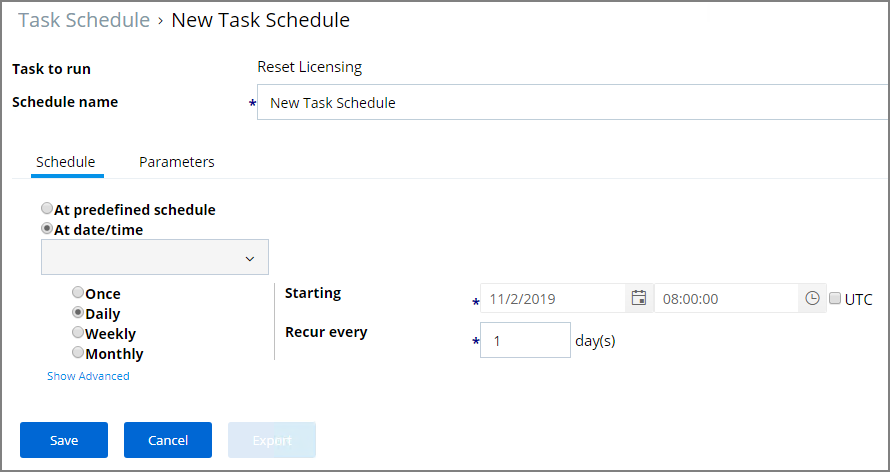 Task Schedule › New Task Schedule
Task to run Reset Licensing
Schedule name * New Task Schedule
Schedule Parameters
At predefined schedule
At date/time
Once
Daily
Weekly
Monthly
Show Advanced
Starting * 11/2/2019 08:00:00 UTC
Recur every * 1 day(s)
Save Cancel Export